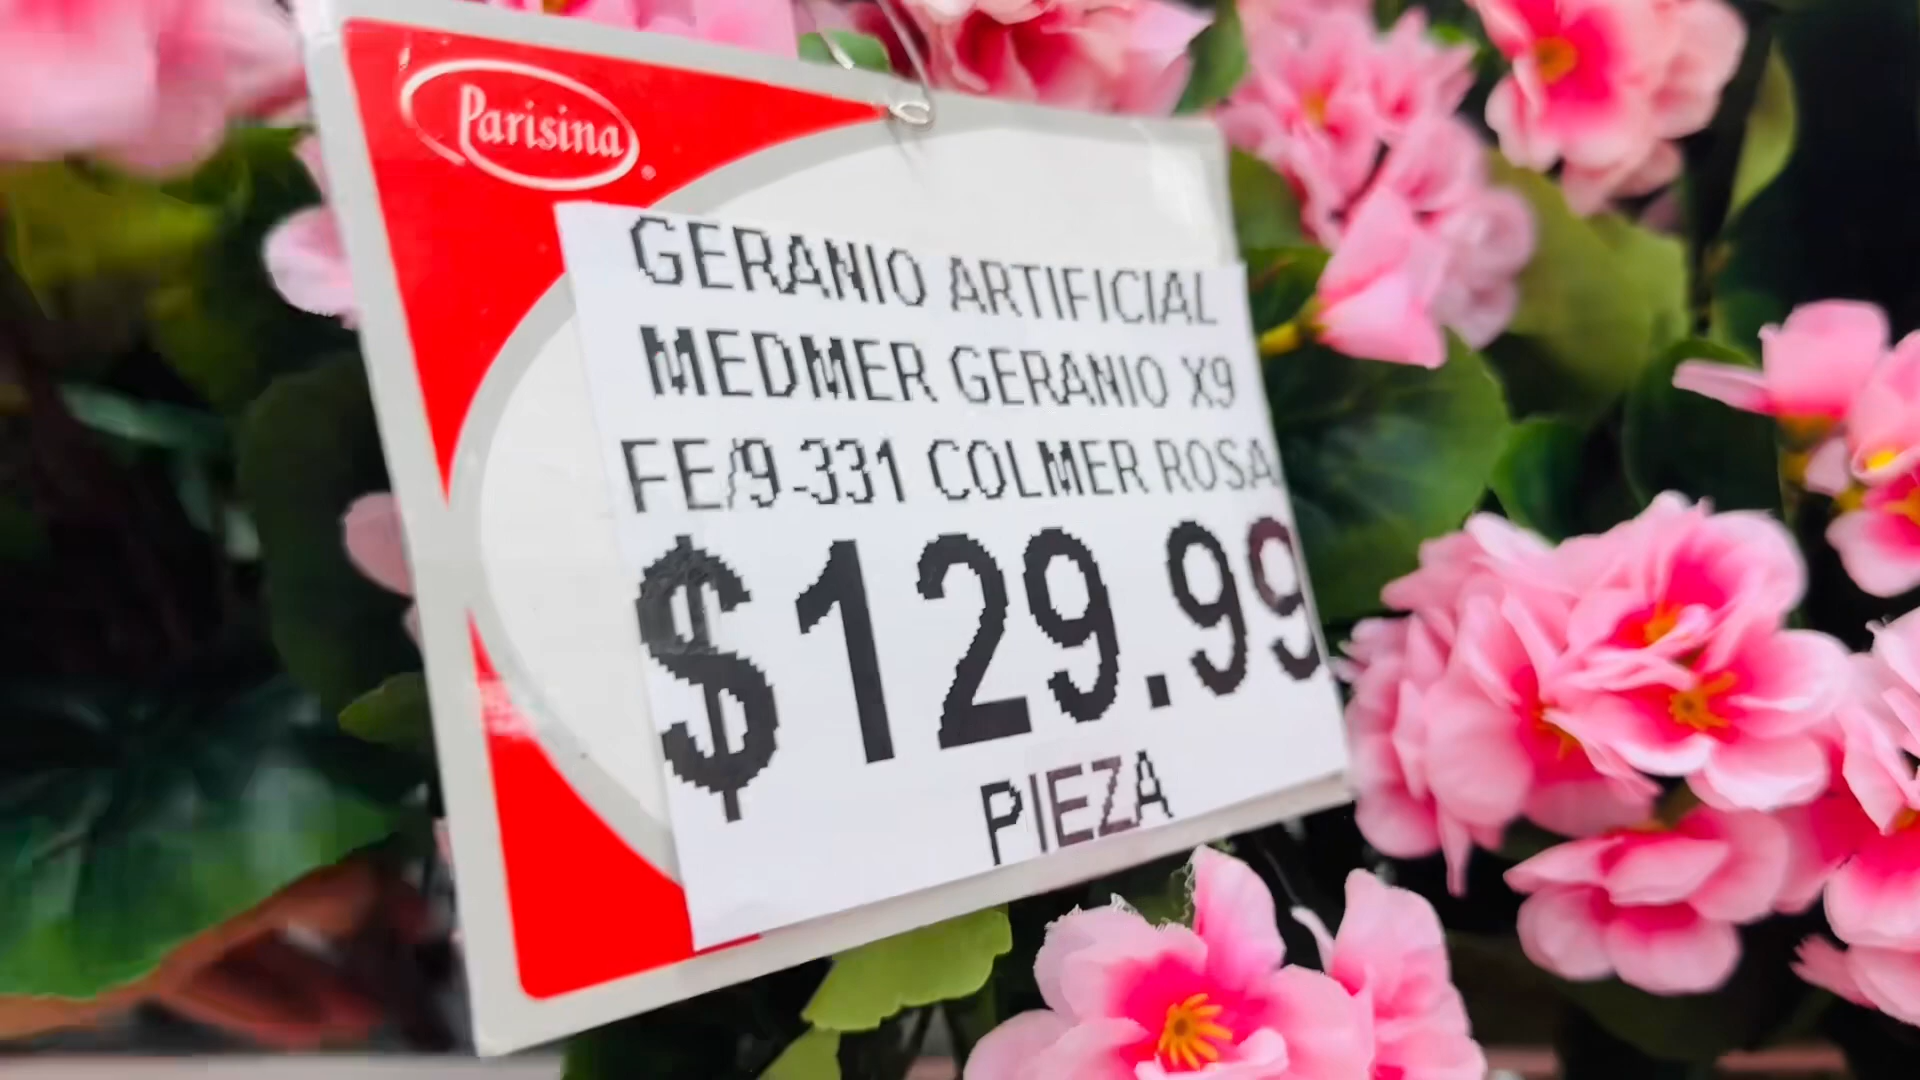 Parisina
GERANIO ARTIFICIAL
MEDMER GERANIO X9
FE/9-331 COLMER ROSA
$129.99
PIEZA